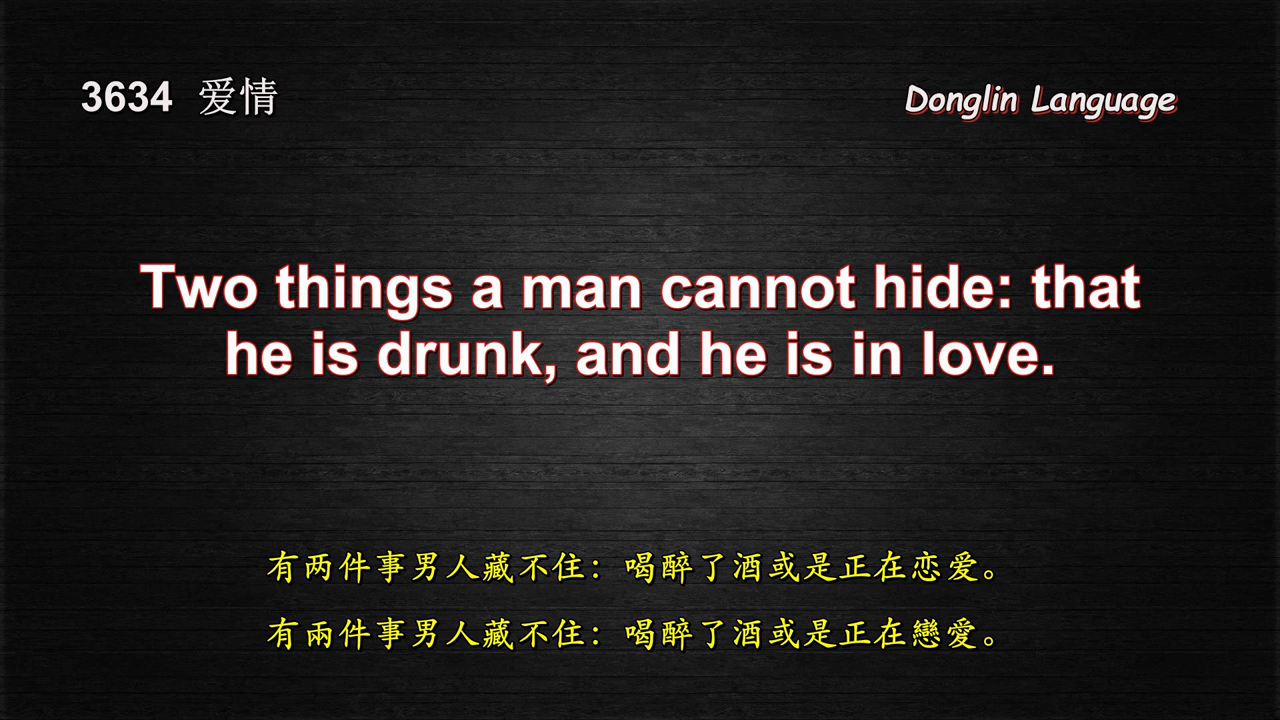 3634 爱情
Donglin Language
Two things a man cannot hide: that
he is drunk, and he is in love.
有两件事男人藏不住：喝醉了酒或是正在恋爱。
有兩件事男人藏不住：喝醉了酒或是正在戀愛。